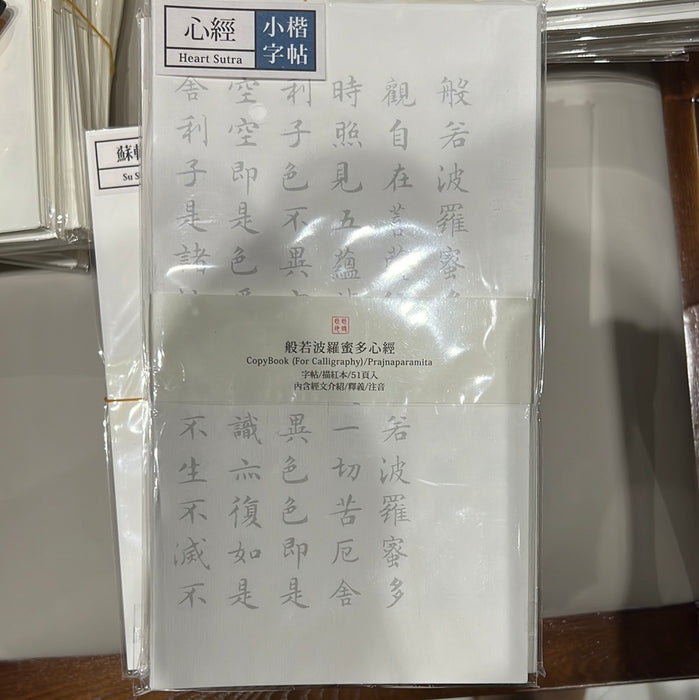 心經
Heart Sutra
小楷
字帖
般若波羅蜜
觀自在菩薩
若波羅蜜多
時照見五蘊
一切苦厄舍
利子色不異
異色色即是
空空即是色
識亦復如是
舍利子是諸
不生不滅不
般若波羅蜜多心經
CopyBook (For Calligraphy)/Prajnaparamita
字帖/描紅本/51頁入
內含經文介紹/釋義/注音
蘇
Su